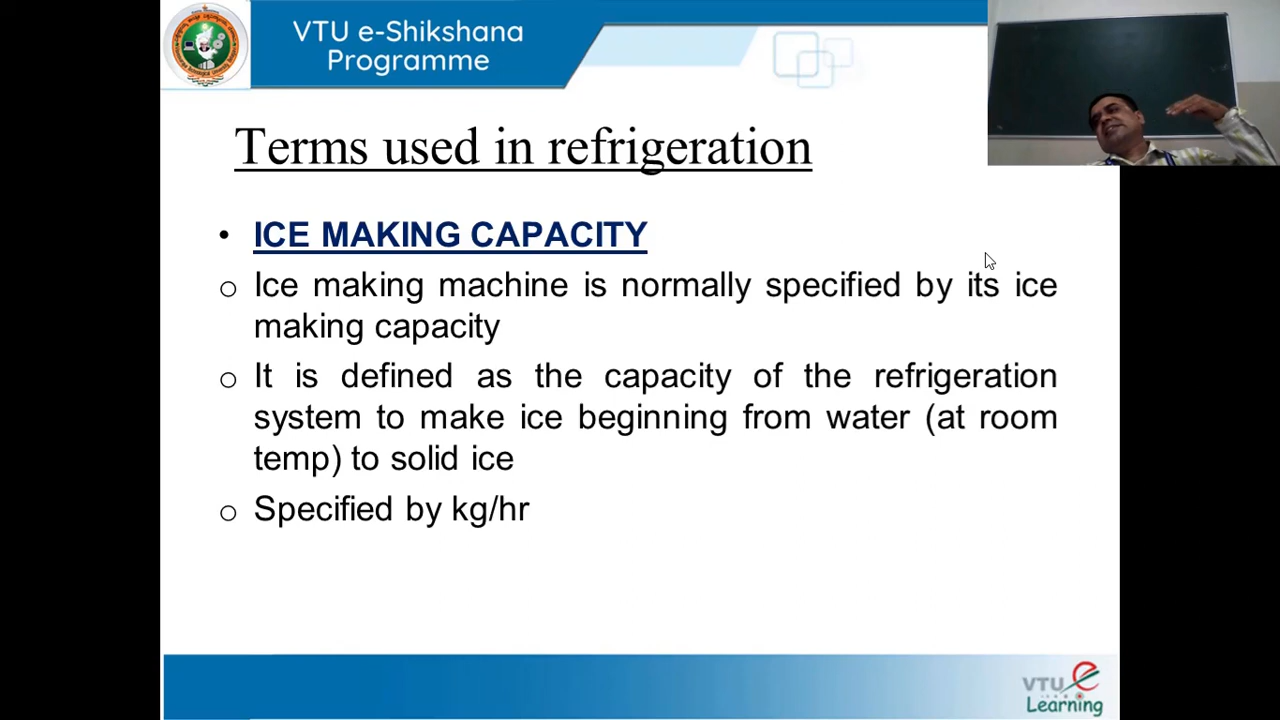 VTU e-Shikshana
Programme
Terms used in refrigeration
• ICE MAKING CAPACITY
o Ice making machine is normally specified by its ice
making capacity
o It is defined as the capacity of the refrigeration
system to make ice beginning from water (at room
temp) to solid ice
o Specified by kg/hr
VTU e
Learning